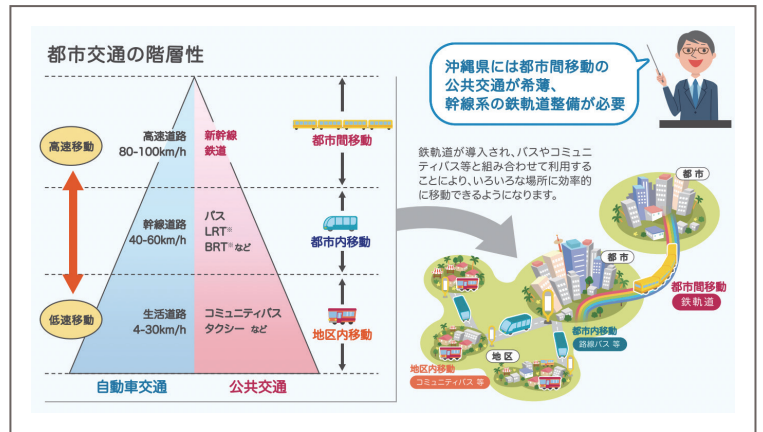 都市交通の階層性
高速移動
低速移動
高速道路
80-100km/h
新幹線
鉄道
都市間移動
幹線道路
40-60km/h
バス
LRT※
BRT※など
都市内移動
生活道路
4-30km/h
コミュニティバス
タクシー など
地区内移動
自動車交通
公共交通
沖縄県には都市間移動の
公共交通が希薄、
幹線系の鉄軌道整備が必要
鉄軌道が導入され、バスやコミュニ
ティバス等と組み合わせて利用する
ことにより、いろいろな場所に効率的
に移動できるようになります。
都市
都市
都市間移動
鉄軌道
都市内移動
路線バス 等
地区
地区内移動
コミュニティバス 等